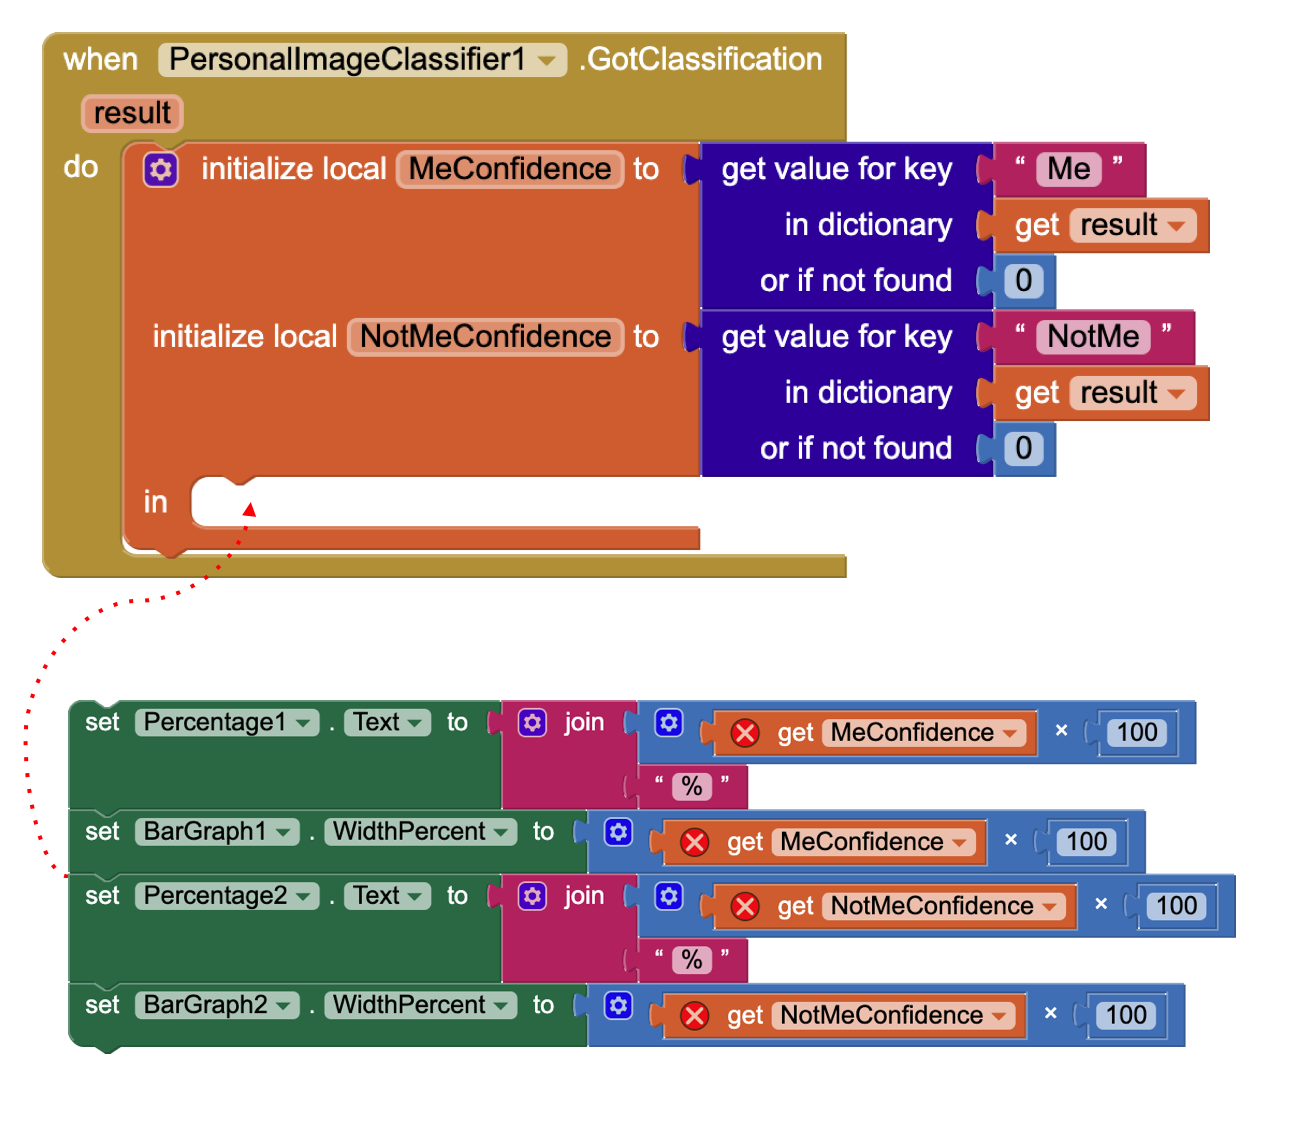 when PersonalImageClassifier1 .GotClassification
result
do initialize local MeConfidence to get value for key “ Me ”
in dictionary get result
or if not found 0
initialize local NotMeConfidence to get value for key “ NotMe ”
in dictionary get result
or if not found 0
in
set Percentage1 . Text to join get MeConfidence × 100
“ % ”
set BarGraph1 . WidthPercent to get MeConfidence × 100
set Percentage2 . Text to join get NotMeConfidence × 100
“ % ”
set BarGraph2 . WidthPercent to get NotMeConfidence × 100